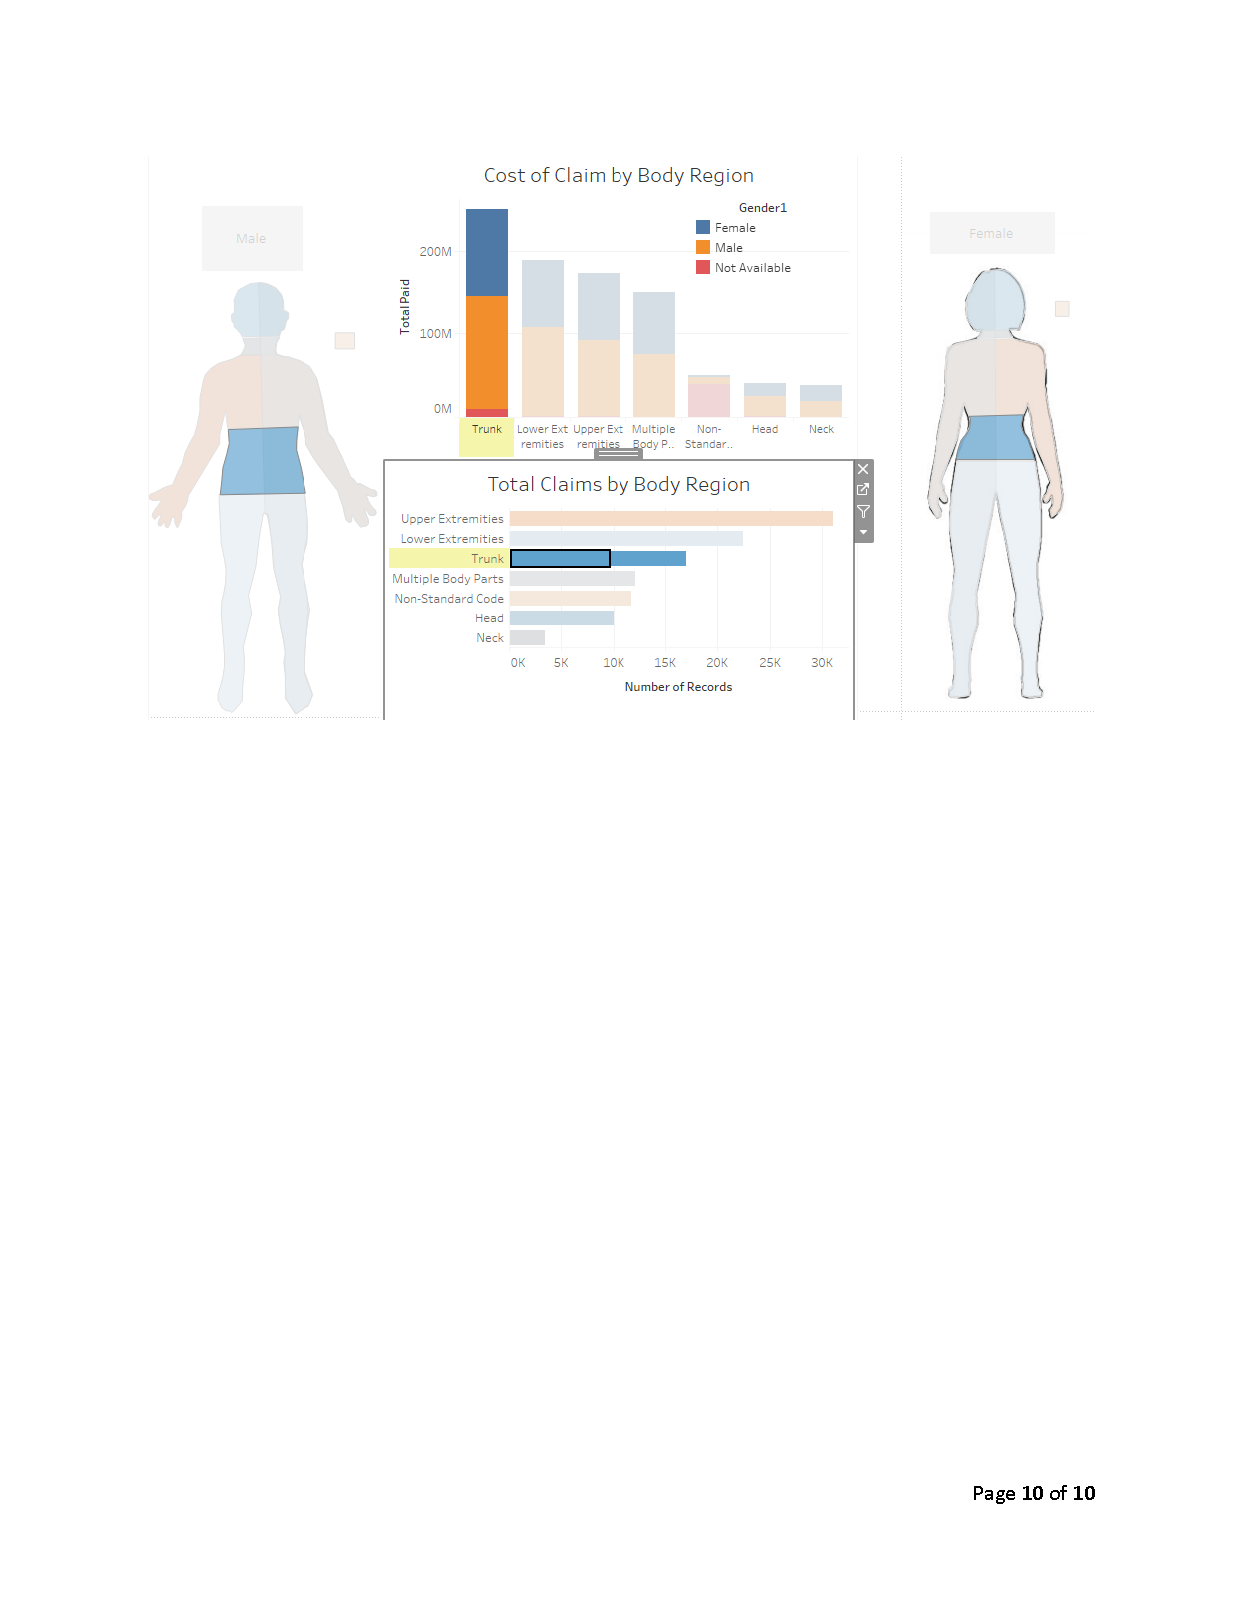 Cost of Claim by Body Region
Male
Female
Gender1
Female
Male
Not Available
Total Paid
200M
100M
0M
Trunk
Lower Ext
remities
Upper Ext
remities
Multiple
Body P..
Non-
Standar..
Head
Neck
Total Claims by Body Region
Upper Extremities
Lower Extremities
Trunk
Multiple Body Parts
Non-Standard Code
Head
Neck
0K 5K 10K 15K 20K 25K 30K
Number of Records
Page 10 of 10